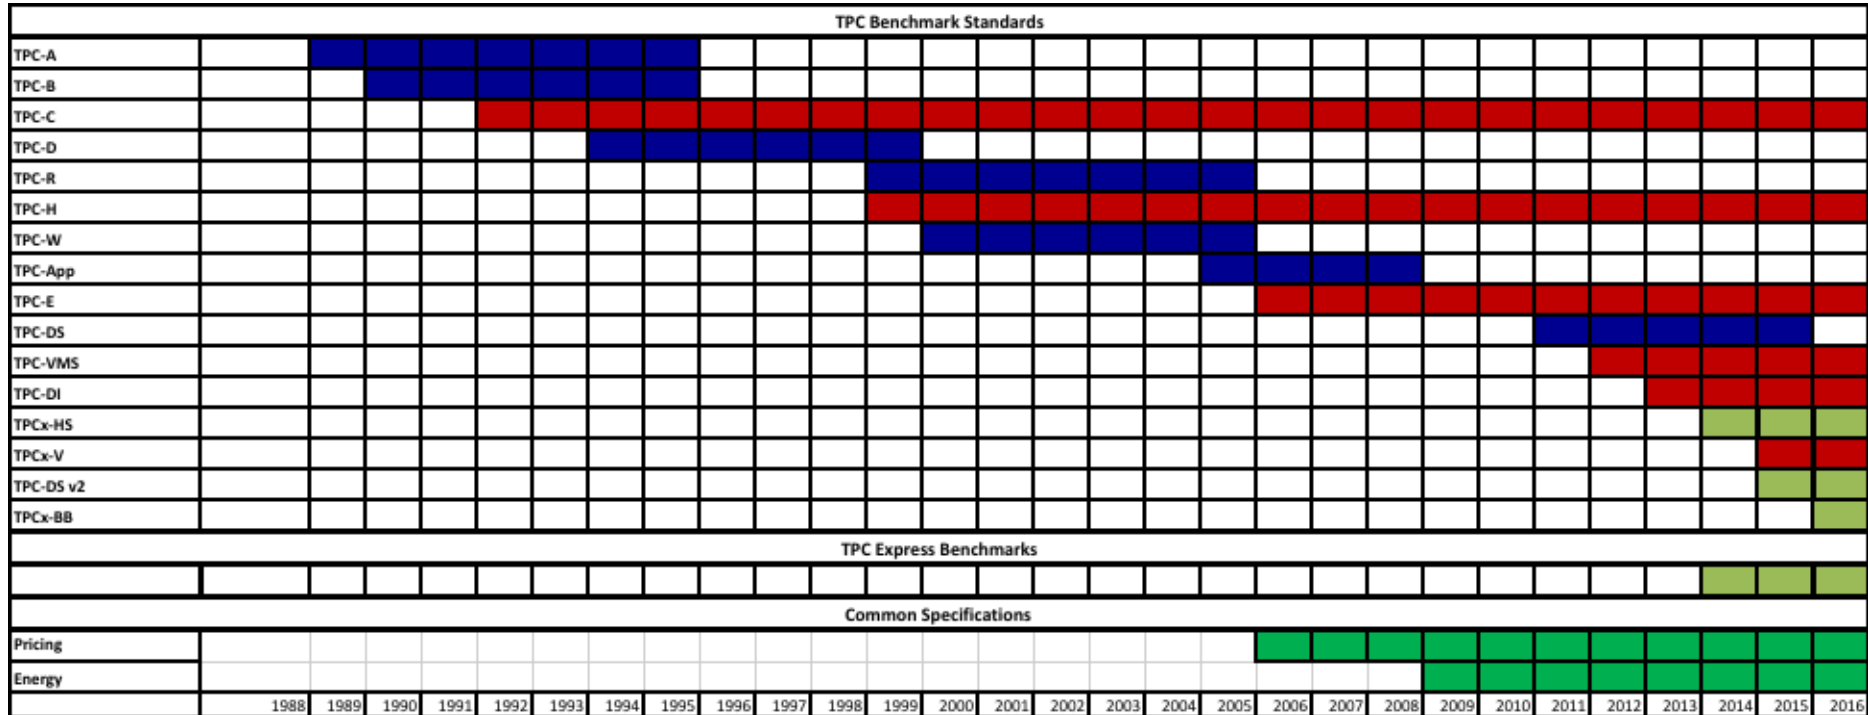 TPC Benchmark Standards
TPC-A
TPC-B
TPC-C
TPC-D
TPC-R
TPC-H
TPC-W
TPC-App
TPC-E
TPC-DS
TPC-VMS
TPC-DI
TPCx-HS
TPCx-V
TPC-DS v2
TPCx-BB
TPC Express Benchmarks
Common Specifications
Pricing
Energy
1988 1989 1990 1991 1992 1993 1994 1995 1996 1997 1998 1999 2000 2001 2002 2003 2004 2005 2006 2007 2008 2009 2010 2011 2012 2013 2014 2015 2016